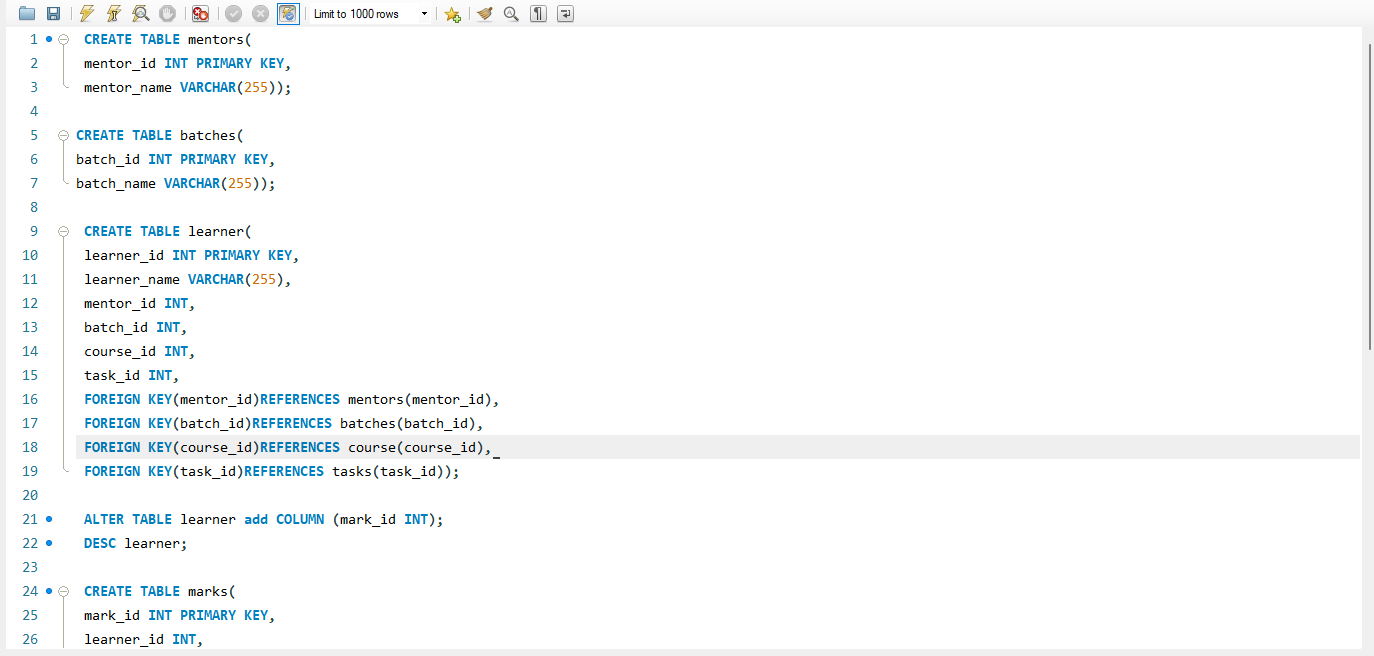 Limit to 1000 rows
1 CREATE TABLE mentors(
2 mentor_id INT PRIMARY KEY,
3 mentor_name VARCHAR(255));
4
5 CREATE TABLE batches(
6 batch_id INT PRIMARY KEY,
7 batch_name VARCHAR(255));
8
9 CREATE TABLE learner(
10 learner_id INT PRIMARY KEY,
11 learner_name VARCHAR(255),
12 mentor_id INT,
13 batch_id INT,
14 course_id INT,
15 task_id INT,
16 FOREIGN KEY(mentor_id)REFERENCES mentors(mentor_id),
17 FOREIGN KEY(batch_id)REFERENCES batches(batch_id),
18 FOREIGN KEY(course_id)REFERENCES course(course_id),
19 FOREIGN KEY(task_id)REFERENCES tasks(task_id));
20
21 ALTER TABLE learner add COLUMN (mark_id INT);
22 DESC learner;
23
24 CREATE TABLE marks(
25 mark_id INT PRIMARY KEY,
26 learner_id INT,